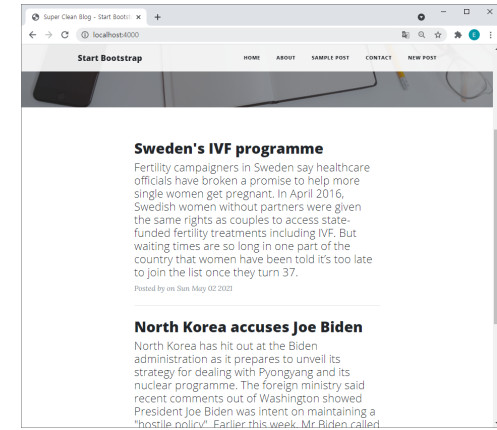 Super Clean Blog - Start Bootst
localhost:4000
E
Start Bootstrap
HOME ABOUT SAMPLE POST CONTACT NEW POST
Sweden's IVF programme
Fertility campaigners in Sweden say healthcare
officials have broken a promise to help more
single women get pregnant. In April 2016,
Swedish women without partners were given
the same rights as couples to access state-
funded fertility treatments including IVF. But
waiting times are so long in one part of the
country that women have been told it's too late
to join the list once they turn 37.
Posted by on Sun May 02 2021
North Korea accuses Joe Biden
North Korea has hit out at the Biden
administration as it prepares to unveil its
strategy for dealing with Pyongyang and its
nuclear programme. The foreign ministry said
recent comments out of Washington showed
President Joe Biden was intent on maintaining a
"hostile policy". Earlier this week, Mr Biden called